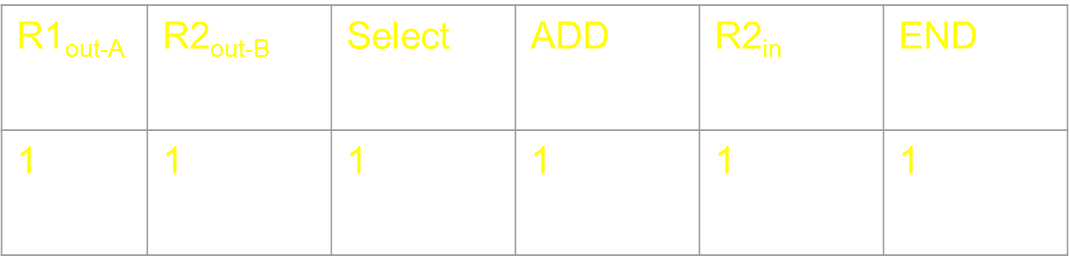 R1out-A R2out-B Select ADD R2in END
1 1 1 1 1 1